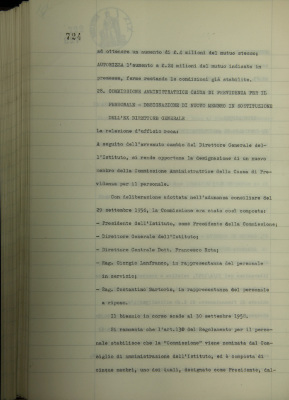 724
ad ottenere un aumento di 2.2 milioni del mutuo stesso;
AUTORIZZA l'aumento a 2.22 milioni del mutuo indicato in
premessa, ferme restando le condizioni già stabilite.
23. COMMISSIONE AMMINISTRATRICE CASSA DI PREVIDENZA PER IL
PERSONALE - DESIGNAZIONE DI NUOVO MEMBRO IN SOSTITUZIONE
DELL'EX DIRETTORE GENERALE
La relazione d'ufficio reca:
A seguito dell'avvenuto cambio del Direttore Generale del-
l'Istituto, si rende opportuna la designazione di un nuovo
membro della Commissione Amministratrice della Cassa di Pre-
videnza per il personale.
Con deliberazione adottata nell'adunanza consiliare del
28 settembre 1956, la Commissione era stata così composta:
- Presidente dell'Istituto, come Presidente della Commissione;
- Direttore Generale dell'Istituto;
- Direttore Centrale Dott. Francesco
- Rag. Giorgio Lanfranco, in rappresentanza del personale
in servizio;
- Rag. Costantino in rappresentanza del personale
a riposo.
Il biennio in corso scade al 30 settembre 1958.
Si rammenta che l'art. del Regolamento per il perso-
nale stabilisce che la "Commissione" viene nominata dal Con-
siglio di amministrazione dell'Istituto, ed è composta di
cinque membri, uno dei quali, designato come Presidente, dal-